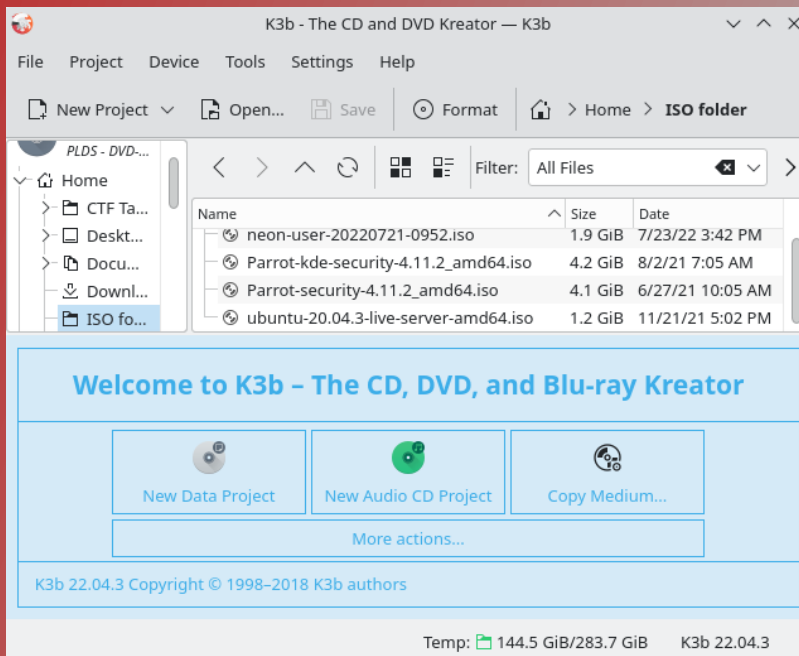 K3b - The CD and DVD Kreator — K3b
File Project Device Tools Settings Help
New Project Open... Save Format Home ISO folder
PLDS - DVD-...
Home
CTF Ta...
Deskt...
Docu...
Downl...
ISO fo...
Filter: All Files
Name Size Date
neon-user-20220721-0952.iso 1.9 GiB 7/23/22 3:42 PM
Parrot-kde-security-4.11.2_amd64.iso 4.2 GiB 8/2/21 7:05 AM
Parrot-security-4.11.2_amd64.iso 4.1 GiB 6/27/21 10:05 AM
ubuntu-20.04.3-live-server-amd64.iso 1.2 GiB 11/21/21 5:02 PM
Welcome to K3b – The CD, DVD, and Blu-ray Kreator
New Data Project New Audio CD Project Copy Medium...
More actions...
K3b 22.04.3 Copyright © 1998–2018 K3b authors
Temp: 144.5 GiB/283.7 GiB K3b 22.04.3